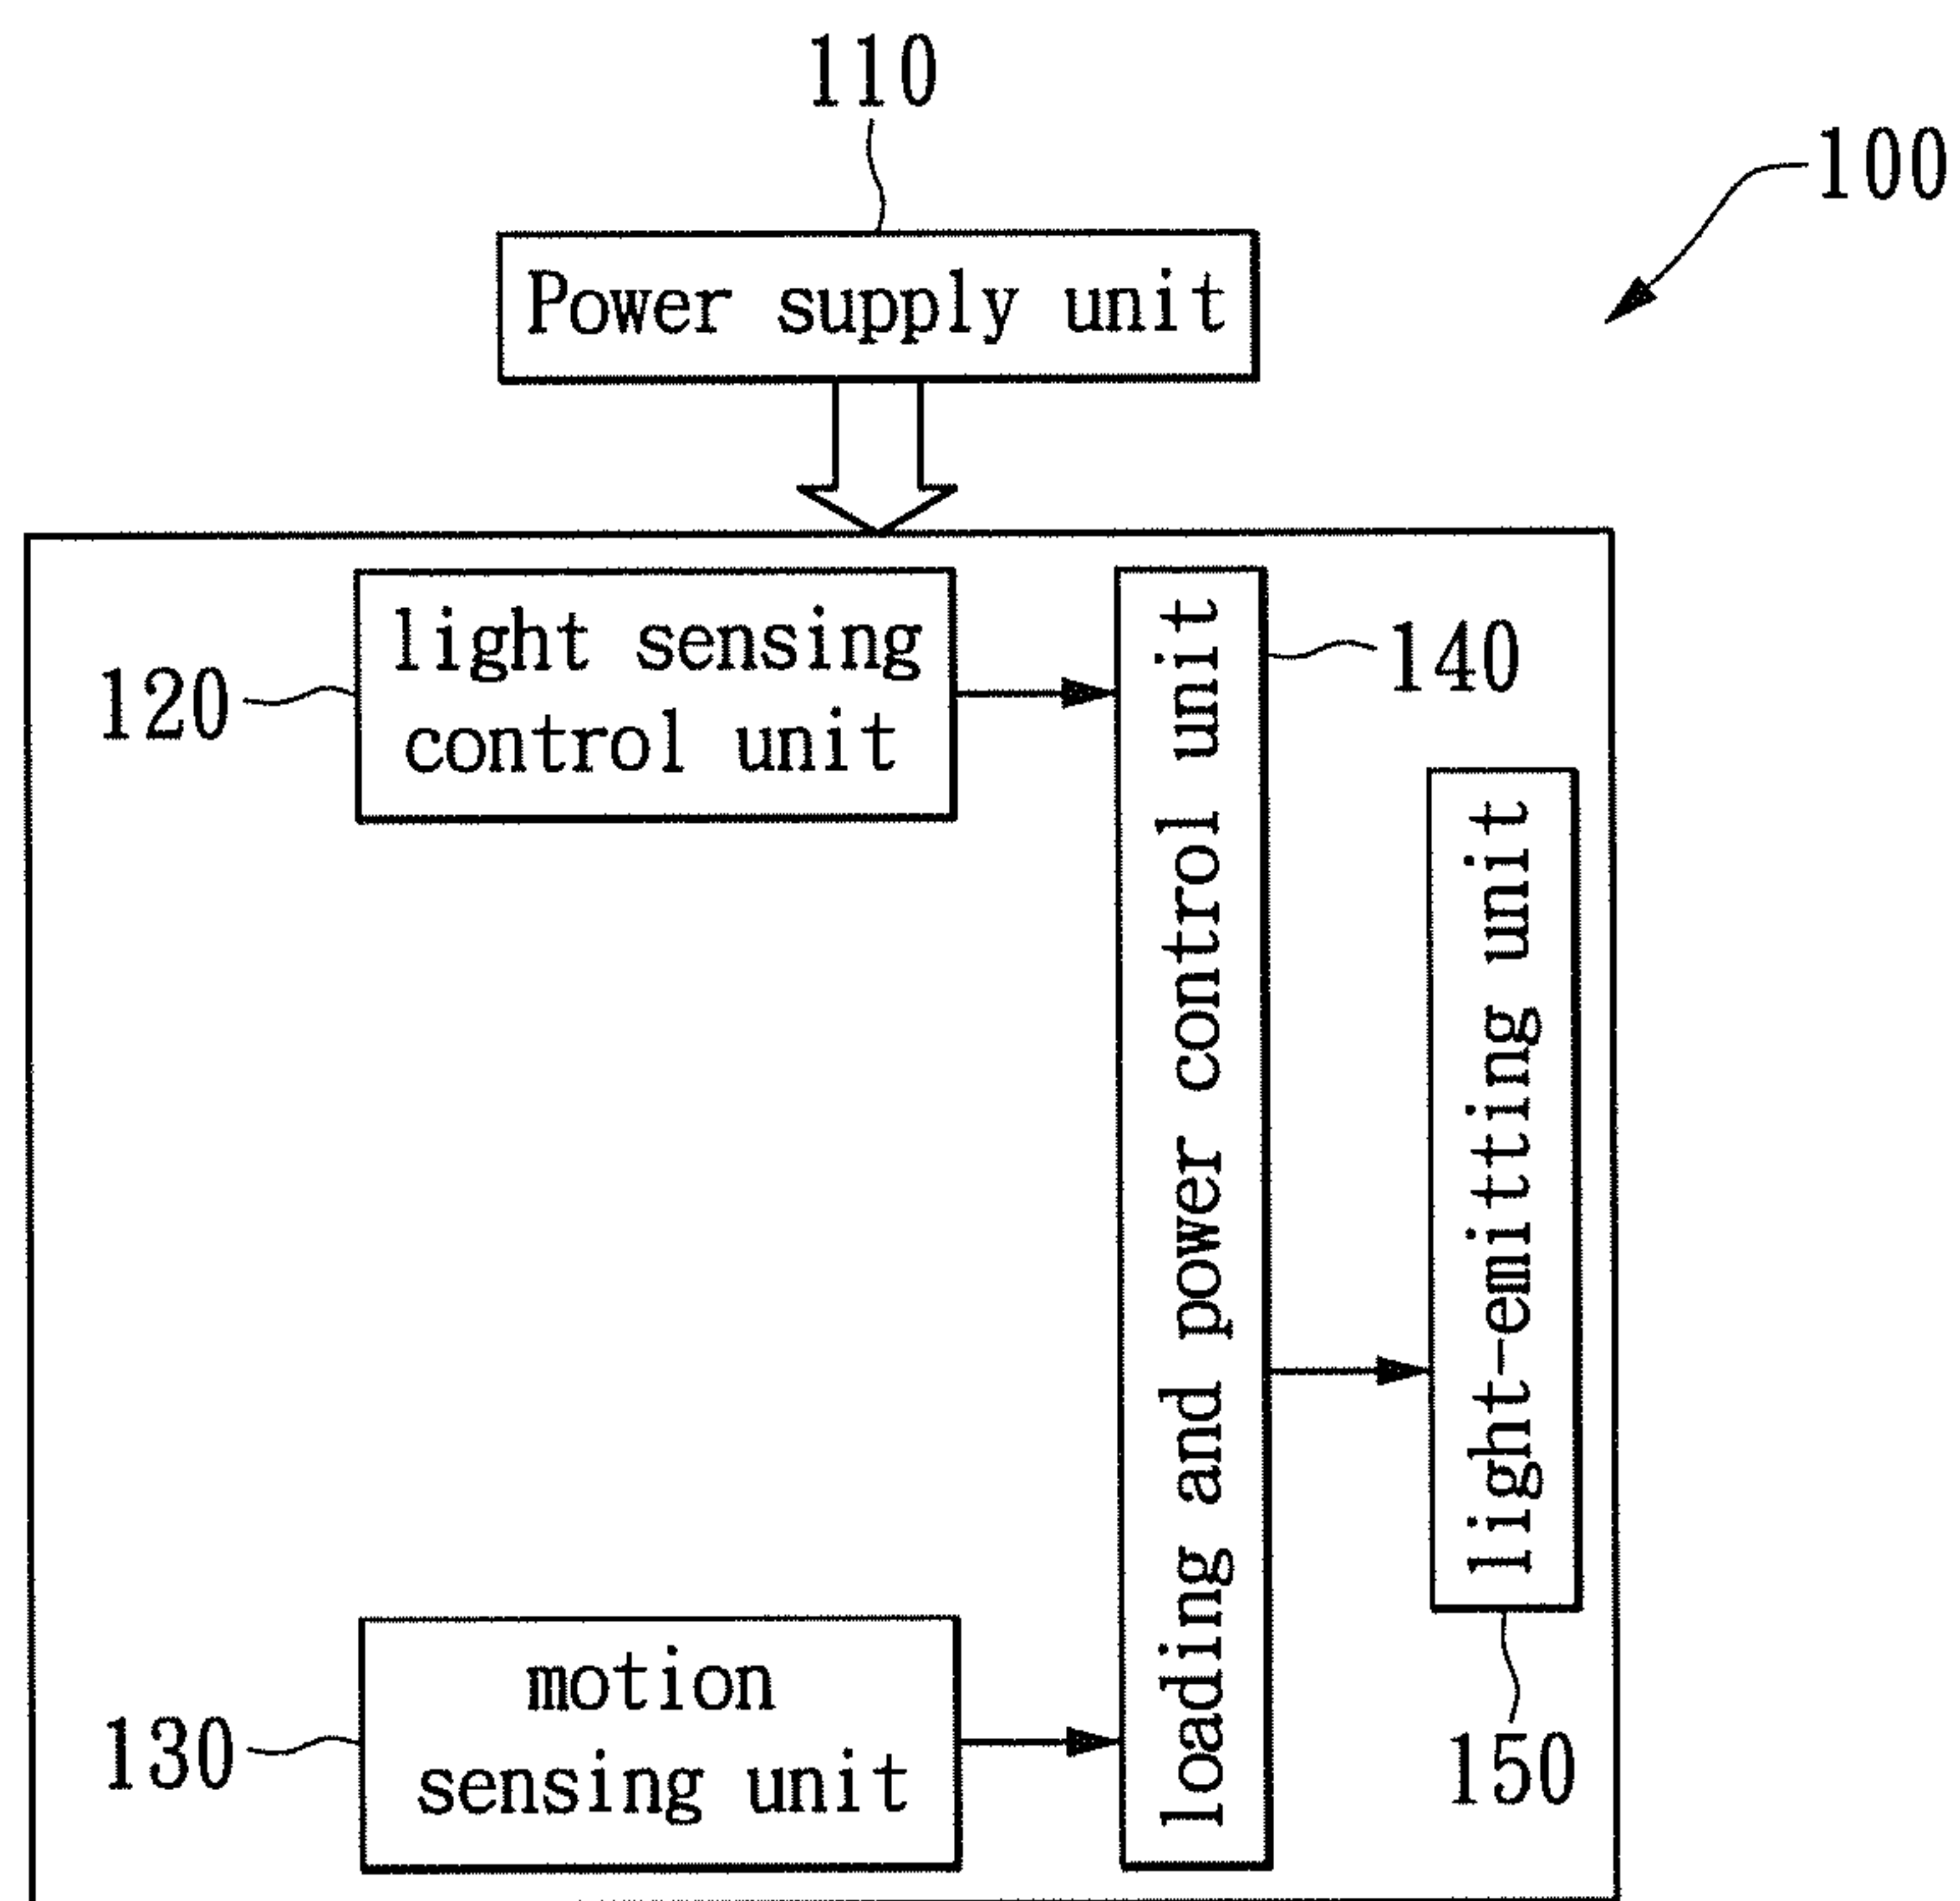 110
100
Power supply unit
120
light sensing
control unit
140
loading and power control unit
light-emitting unit
130
motion
sensing unit
150